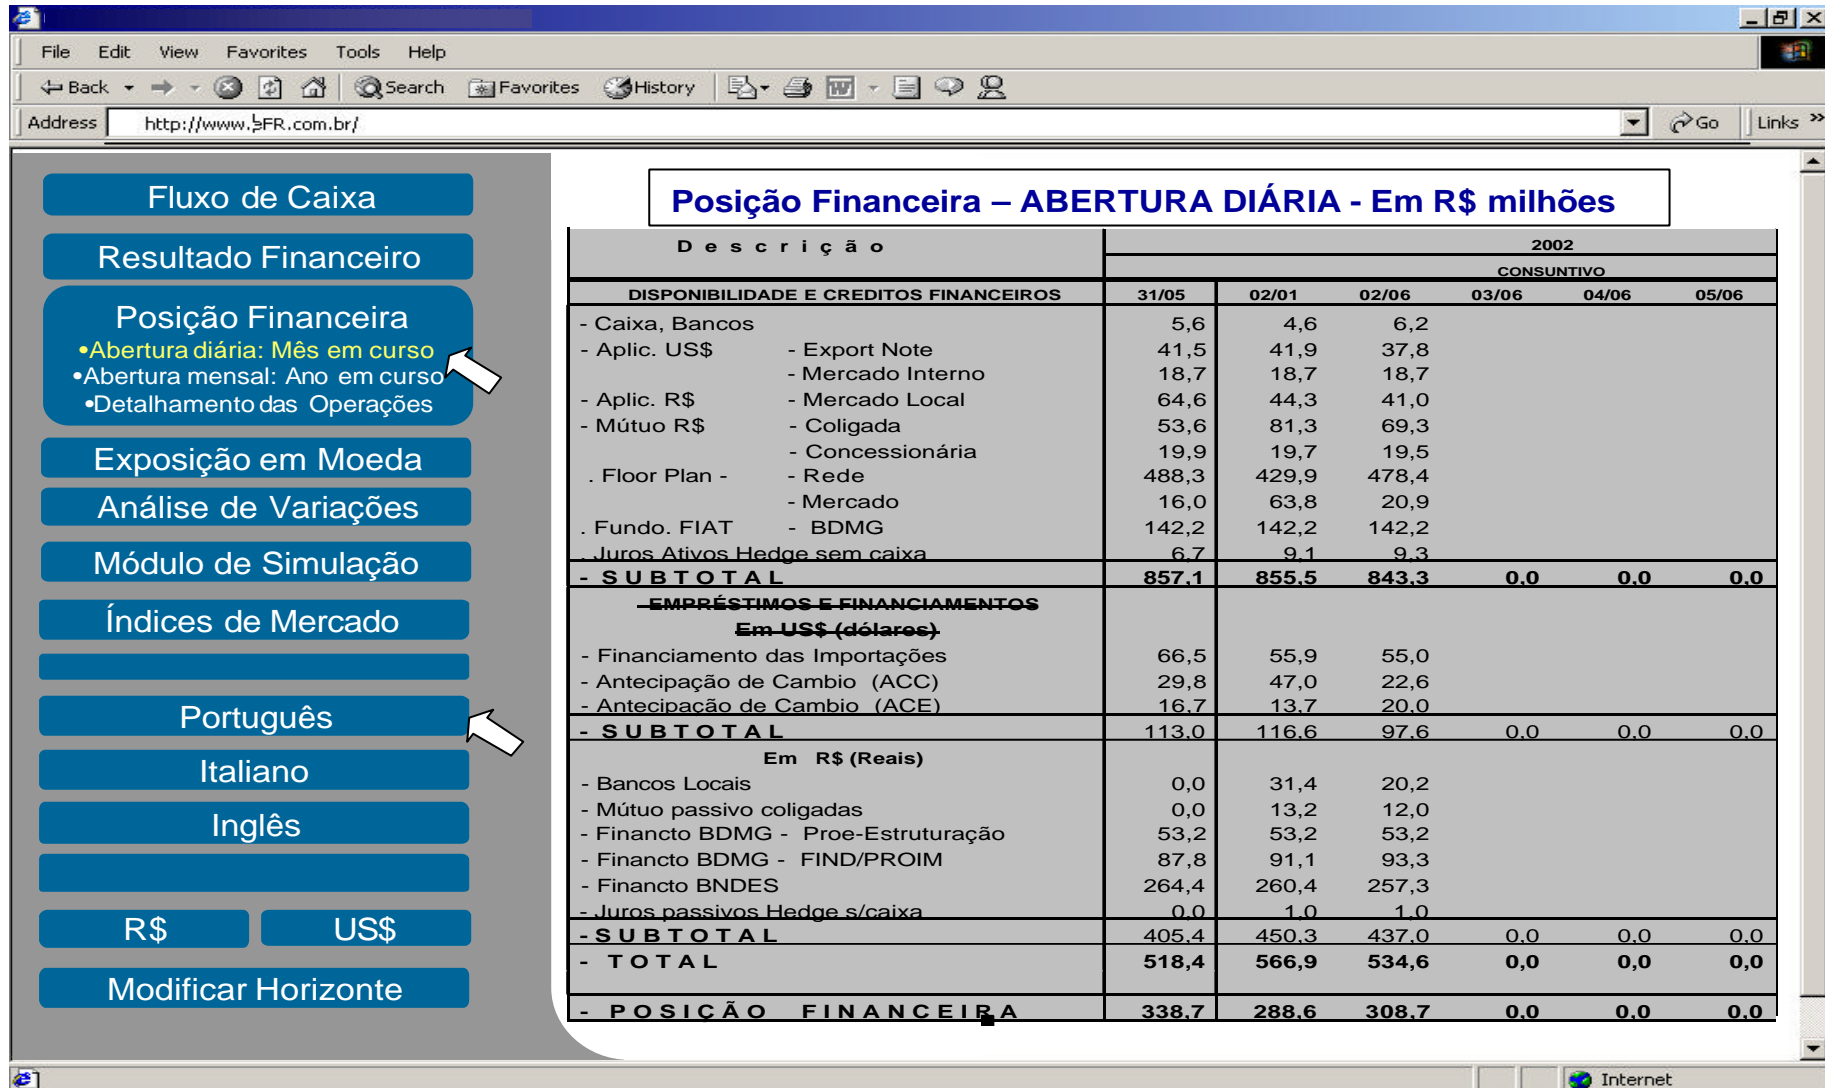 File Edit View Favorites Tools Help
Back Search Favorites History
Address http://www.SFR.com.br/ Go Links »
Fluxo de Caixa
Resultado Financeiro
Posição Financeira
•Abertura diária: Mês em curso
•Abertura mensal: Ano em curso
•Detalhamento das Operações
Exposição em Moeda
Análise de Variações
Módulo de Simulação
Índices de Mercado
Português
Italiano
Inglês
R$ US$
Modificar Horizonte
Posição Financeira – ABERTURA DIÁRIA - Em R$ milhões
Descrição 2002
CONSUNTIVO
DISPONIBILIDADE E CREDITOS FINANCEIROS 31/05 02/01 02/06 03/06 04/06 05/06
- Caixa, Bancos 5,6 4,6 6,2
- Aplic. US$ - Export Note 41,5 41,9 37,8
- Mercado Interno 18,7 18,7 18,7
- Aplic. R$ - Mercado Local 64,6 44,3 41,0
- Mútuo R$ - Coligada 53,6 81,3 69,3
- Concessionária 19,9 19,7 19,5
. Floor Plan - - Rede 488,3 429,9 478,4
- Mercado 16,0 63,8 20,9
. Fundo. FIAT - BDMG 142,2 142,2 142,2
. Juros Ativos Hedge sem caixa 6,7 9,1 9,3
- SUBTOTAL 857,1 855,5 843,3 0,0 0,0 0,0
EMPRÉSTIMOS E FINANCIAMENTOS
Em US$ (dólares)
- Financiamento das Importações 66,5 55,9 55,0
- Antecipação de Cambio (ACC) 29,8 47,0 22,6
- Antecipação de Cambio (ACE) 16,7 13,7 20,0
- SUBTOTAL 113,0 116,6 97,6 0,0 0,0 0,0
Em R$ (Reais)
- Bancos Locais 0,0 31,4 20,2
- Mútuo passivo coligadas 0,0 13,2 12,0
- Financto BDMG - Proe-Estruturação 53,2 53,2 53,2
- Financto BDMG - FIND/PROIM 87,8 91,1 93,3
- Financto BNDES 264,4 260,4 257,3
- Juros passivos Hedge s/caixa 0,0 1,0 1,0
- SUBTOTAL 405,4 450,3 437,0 0,0 0,0 0,0
- TOTAL 518,4 566,9 534,6 0,0 0,0 0,0
- POSIÇÃO FINANCEIRA 338,7 288,6 308,7 0,0 0,0 0,0
Internet